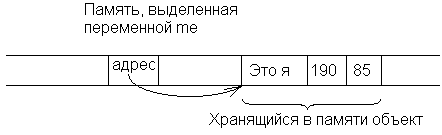 Память, выделенная
переменной me
адрес
Это я
190
85
Хранящийся в памяти объект